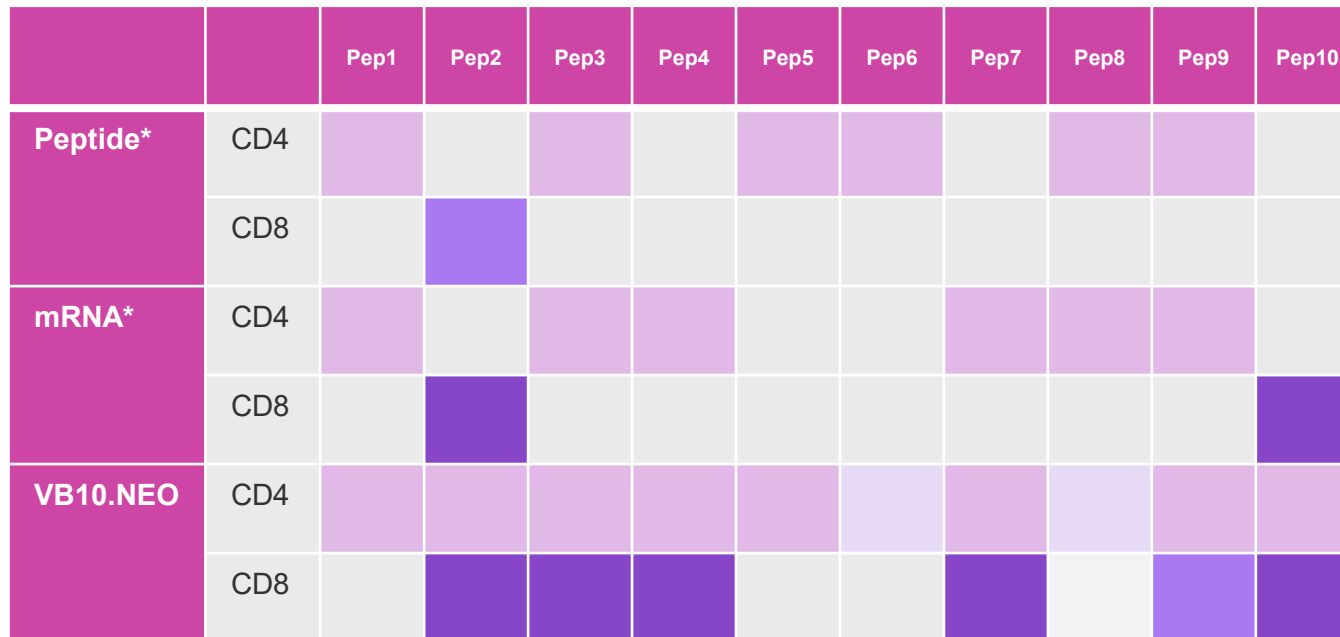 Pep1 Pep2 Pep3 Pep4 Pep5 Pep6 Pep7 Pep8 Pep9 Pep10
Peptide* CD4
CD8
mRNA* CD4
CD8
VB10.NEO CD4
CD8